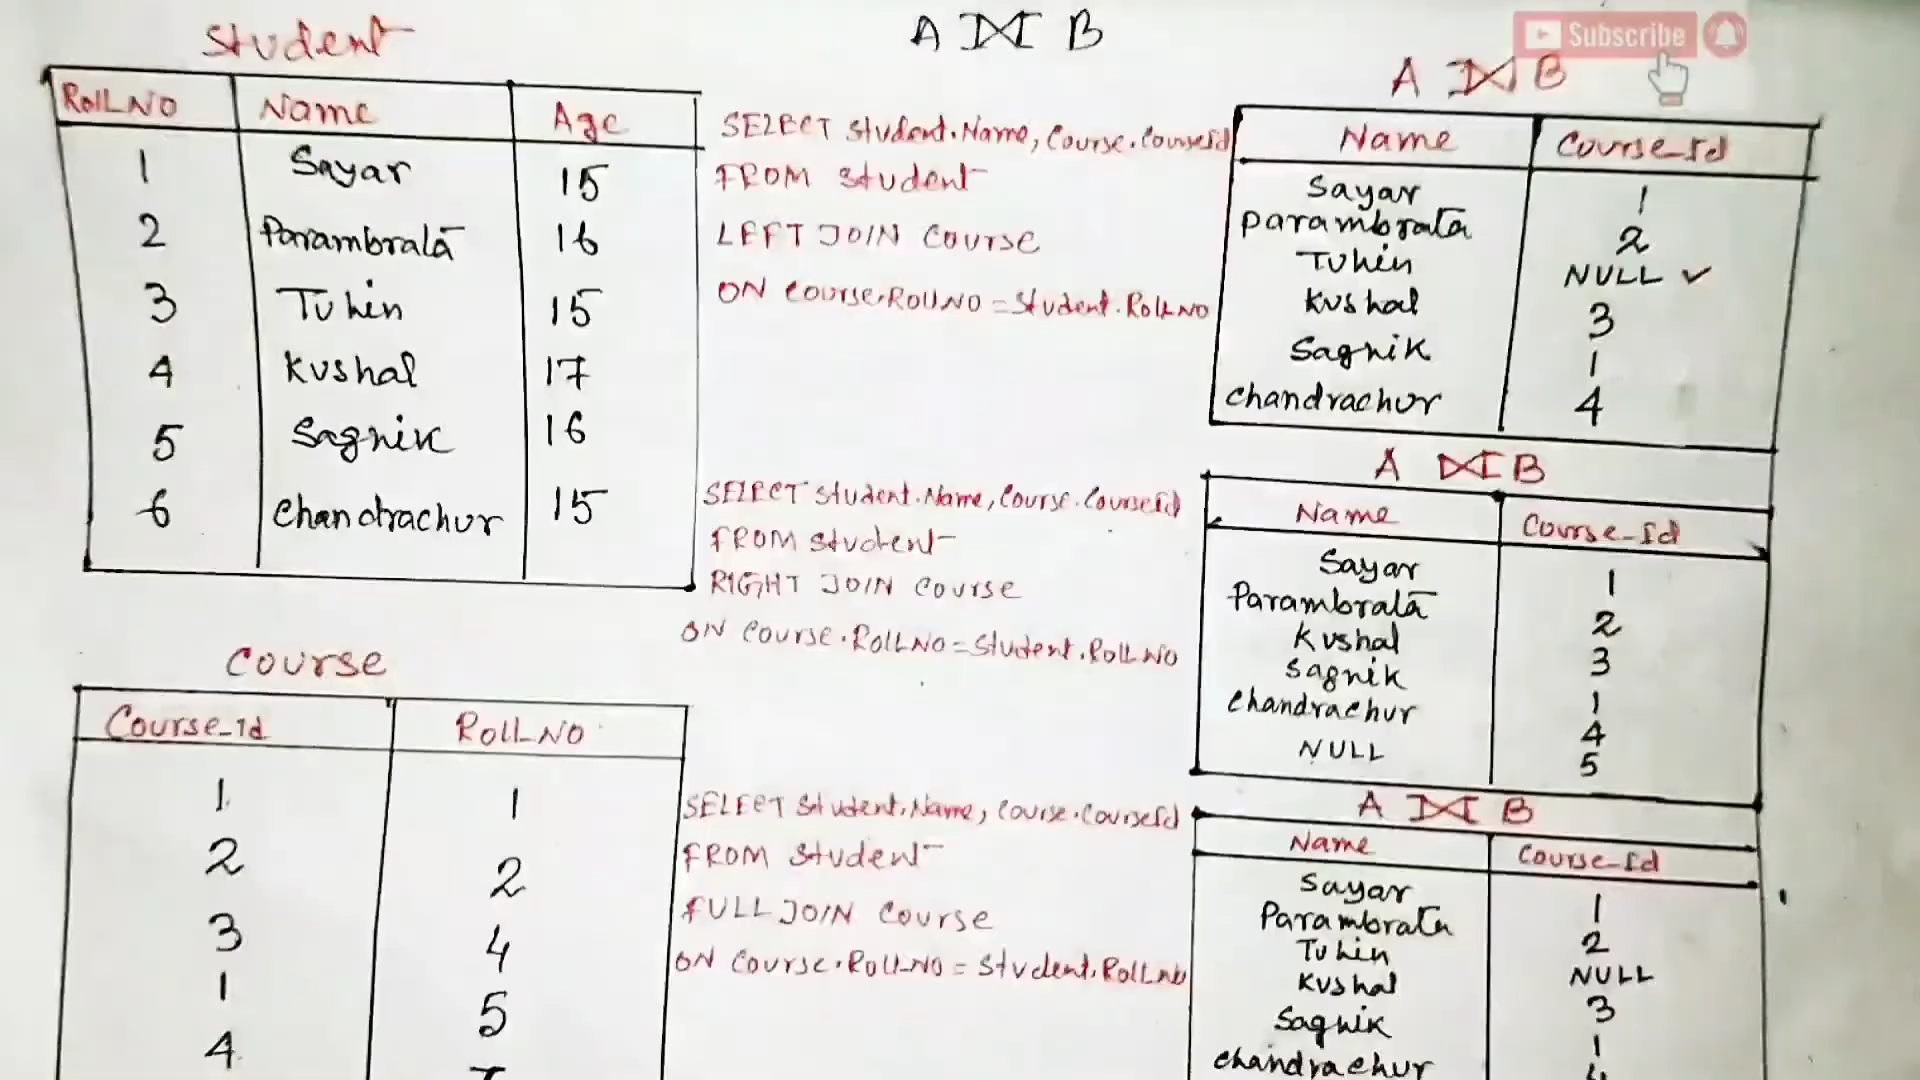 Student
RollNo Name Age
1 Sayar 15
2 Parambrata 16
3 Tuhin 15
4 Kushal 17
5 Sagnik 16
6 Chandrachur 15
Course
Course_Id Roll_NO
1 1
2 2
3 4
1 5
4
A ⟗ B
SELECT Student.Name, Course.CourseId
FROM Student
LEFT JOIN Course
ON Course.RollNO = Student.RollNO
SELECT Student.Name, Course.CourseId
FROM Student
RIGHT JOIN Course
ON Course.RollNO = Student.RollNO
SELECT Student.Name, Course.CourseId
FROM Student
FULL JOIN Course
ON Course.Roll_NO = Student.RollNo
Subscribe
A ⟕ B
Name Course_Id
Sayar 1
Parambrata 2
Tuhin NULL ✓
Kushal 3
Sagnik 1
Chandrachur 4
A ⟖ B
Name Course_Id
Sayar 1
Parambrata 2
Kushal 3
Sagnik 1
Chandrachur 4
NULL 5
A ⟗ B
Name Course_Id
Sayar 1
Parambrata 2
Tuhin NULL
Kushal 3
Sagnik 1
Chandrachur 4